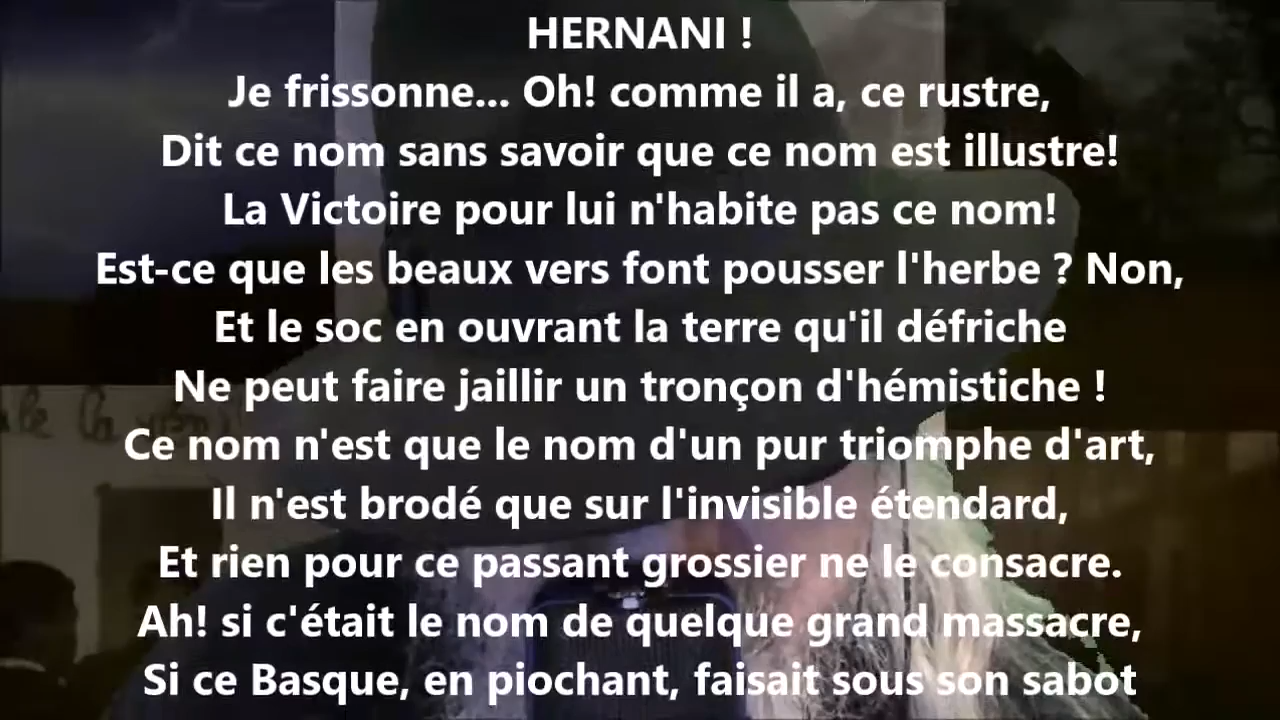 HERNANI !
Je frissonne... Oh! comme il a, ce rustre,
Dit ce nom sans savoir que ce nom est illustre!
La Victoire pour lui n'habite pas ce nom!
Est-ce que les beaux vers font pousser l'herbe ? Non,
Et le soc en ouvrant la terre qu'il défriche
Ne peut faire jaillir un tronçon d'hémistiche !
Ce nom n'est que le nom d'un pur triomphe d'art,
Il n'est brodé que sur l'invisible étendard,
Et rien pour ce passant grossier ne le consacre.
Ah! si c'était le nom de quelque grand massacre,
Si ce Basque, en piochant, faisait sous son sabot